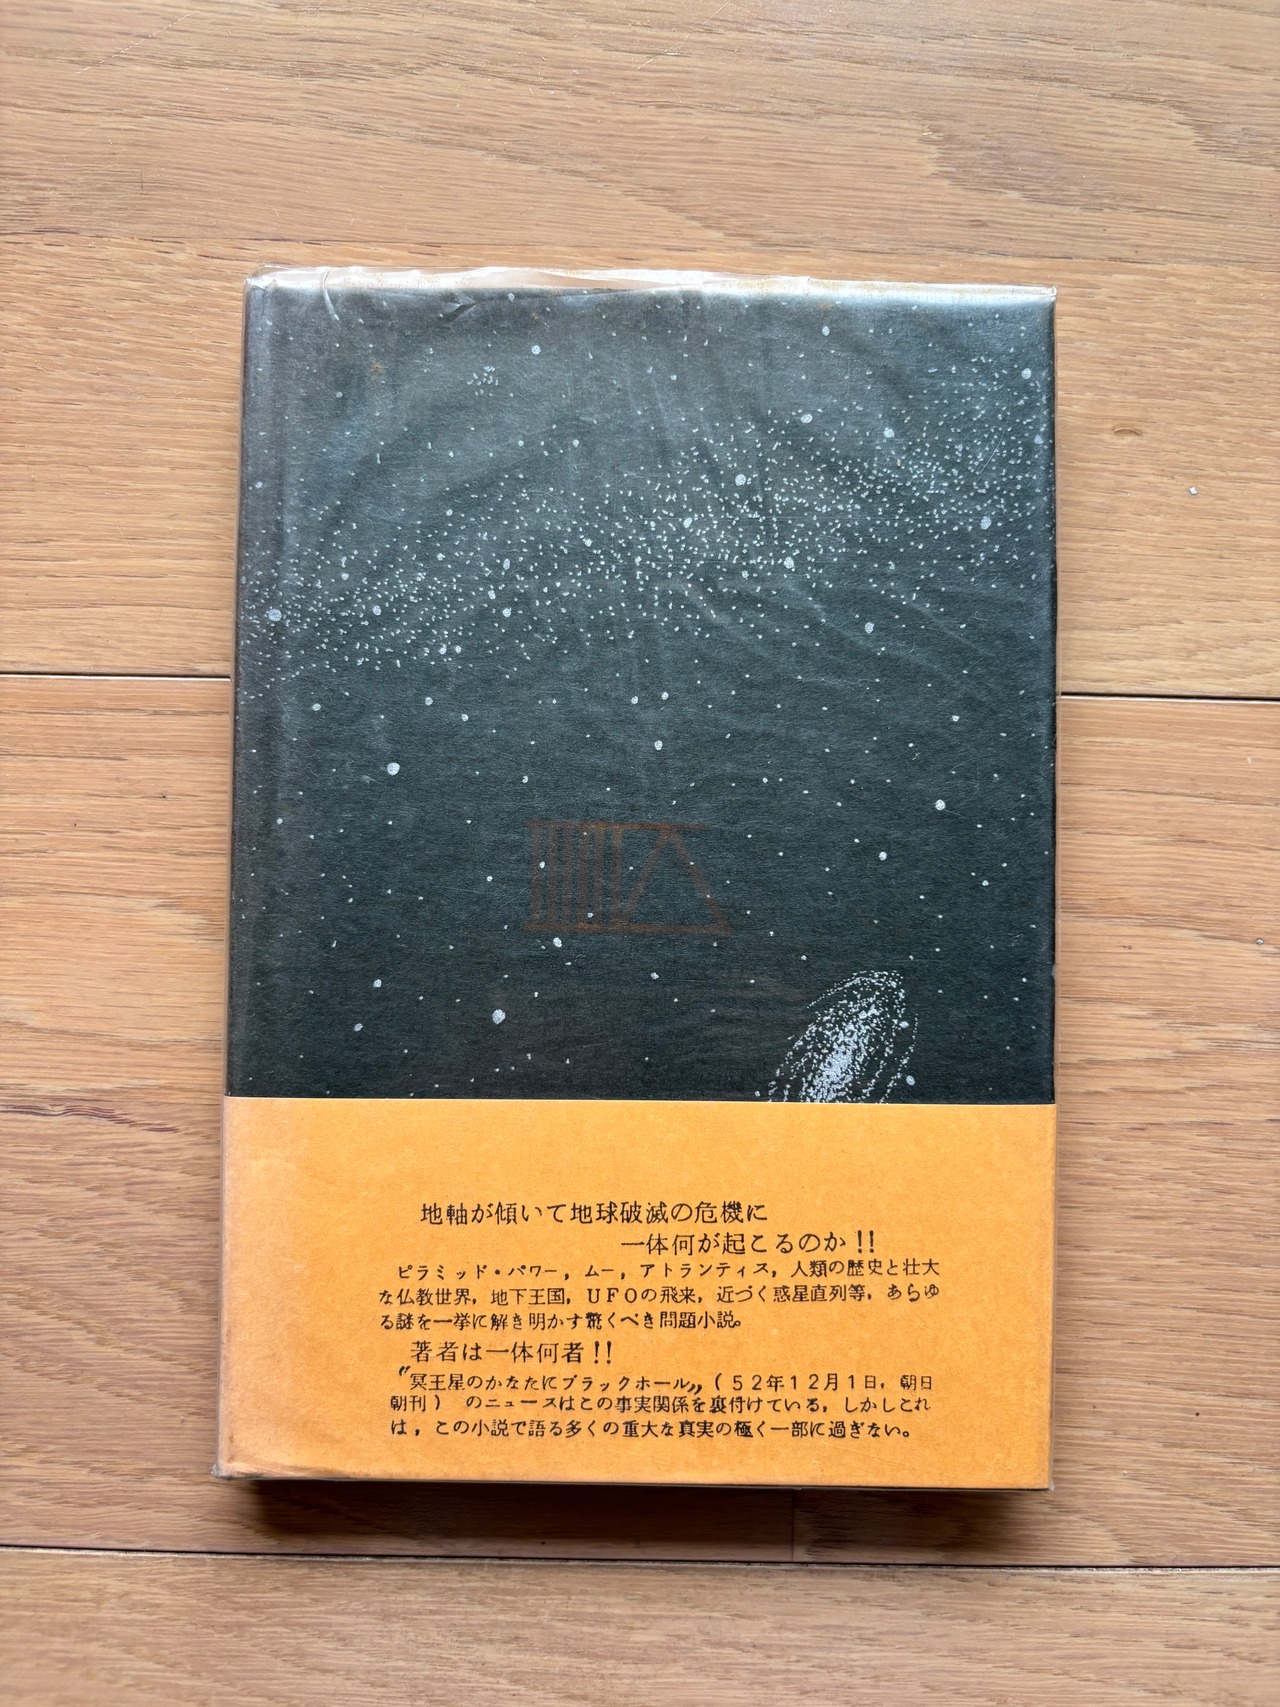 地軸が傾いて地球破滅の危機に
一体何が起こるのか!!
ピラミッド・パワー，ムー，アトランティス，人類の歴史と壮大
な仏教世界，地下王国，UFOの飛来，近づく惑星直列等，あらゆ
る謎を一挙に解き明かす驚くべき問題小説。
著者は一体何者!!
〝冥王星のかなたにブラックホール〟(52年12月1日，朝日
朝刊) のニュースはこの事実関係を裏付けている，しかしこれ
は，この小説で語る多くの重大な真実の極く一部に過ぎない。